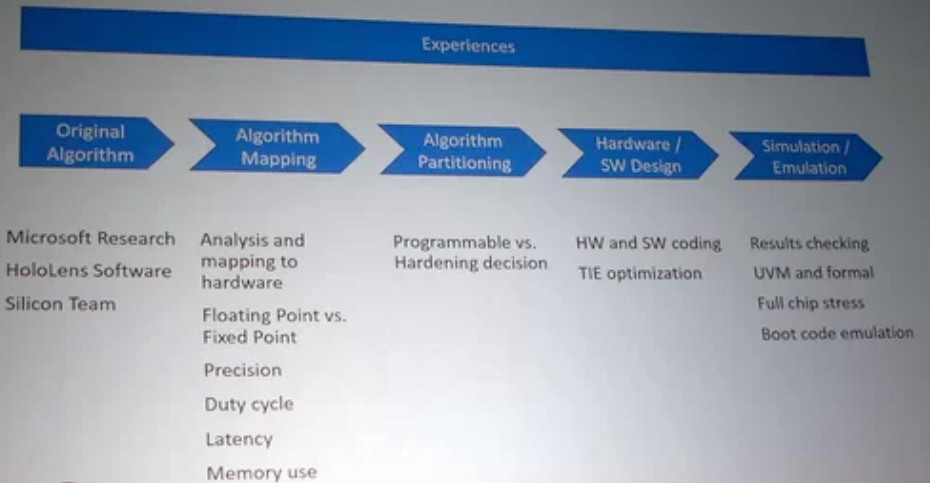 Experiences
Original
Algorithm
Algorithm
Mapping
Algorithm
Partitioning
Hardware /
SW Design
Simulation /
Emulation
Microsoft Research
HoloLens Software
Silicon Team
Analysis and
mapping to
hardware
Floating Point vs.
Fixed Point
Precision
Duty cycle
Latency
Memory use
Programmable vs.
Hardening decision
HW and SW coding
TIE optimization
Results checking
UVM and formal
Full chip stress
Boot code emulation